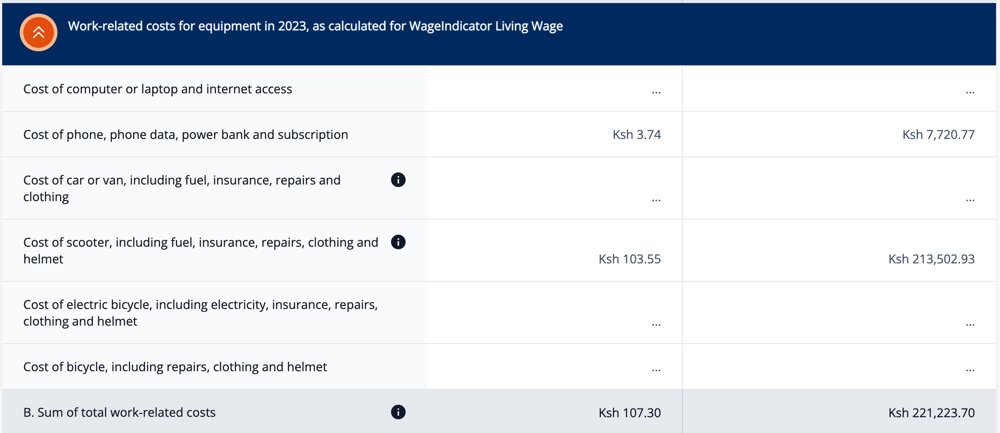 Work-related costs for equipment in 2023, as calculated for WageIndicator Living Wage
Cost of computer or laptop and internet access ... ...
Cost of phone, phone data, power bank and subscription Ksh 3.74 Ksh 7,720.77
Cost of car or van, including fuel, insurance, repairs and
clothing ... ...
Cost of scooter, including fuel, insurance, repairs, clothing and
helmet Ksh 103.55 Ksh 213,502.93
Cost of electric bicycle, including electricity, insurance, repairs,
clothing and helmet ... ...
Cost of bicycle, including repairs, clothing and helmet ... ...
B. Sum of total work-related costs Ksh 107.30 Ksh 221,223.70